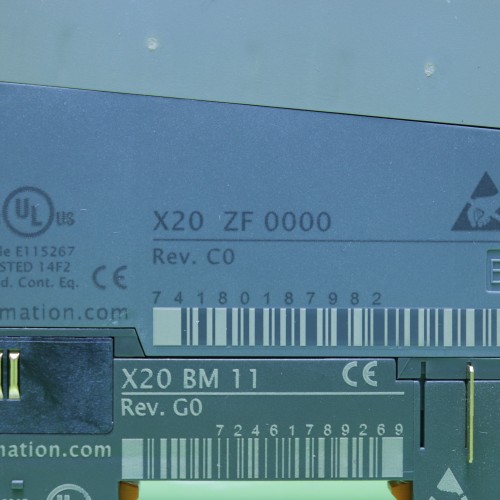 UL US
X20 ZF 0000
E115267
Rev. C0
14F2
CE
Cont. Eq.
74180187982
mation.com
X20 BM 11 CE
Rev. G0
72461789269
mation.com